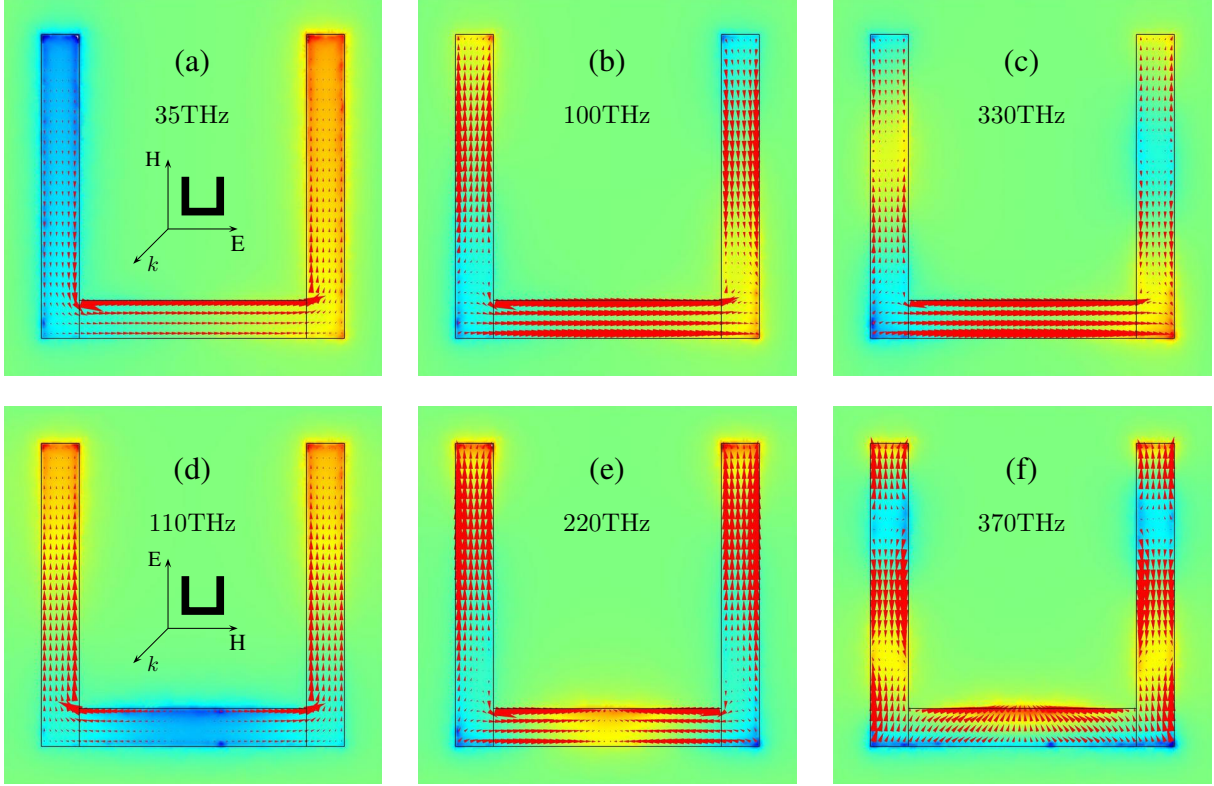 (a)
35THz
H
E
k
(b)
100THz
(c)
330THz
(d)
110THz
E
H
k
(e)
220THz
(f)
370THz